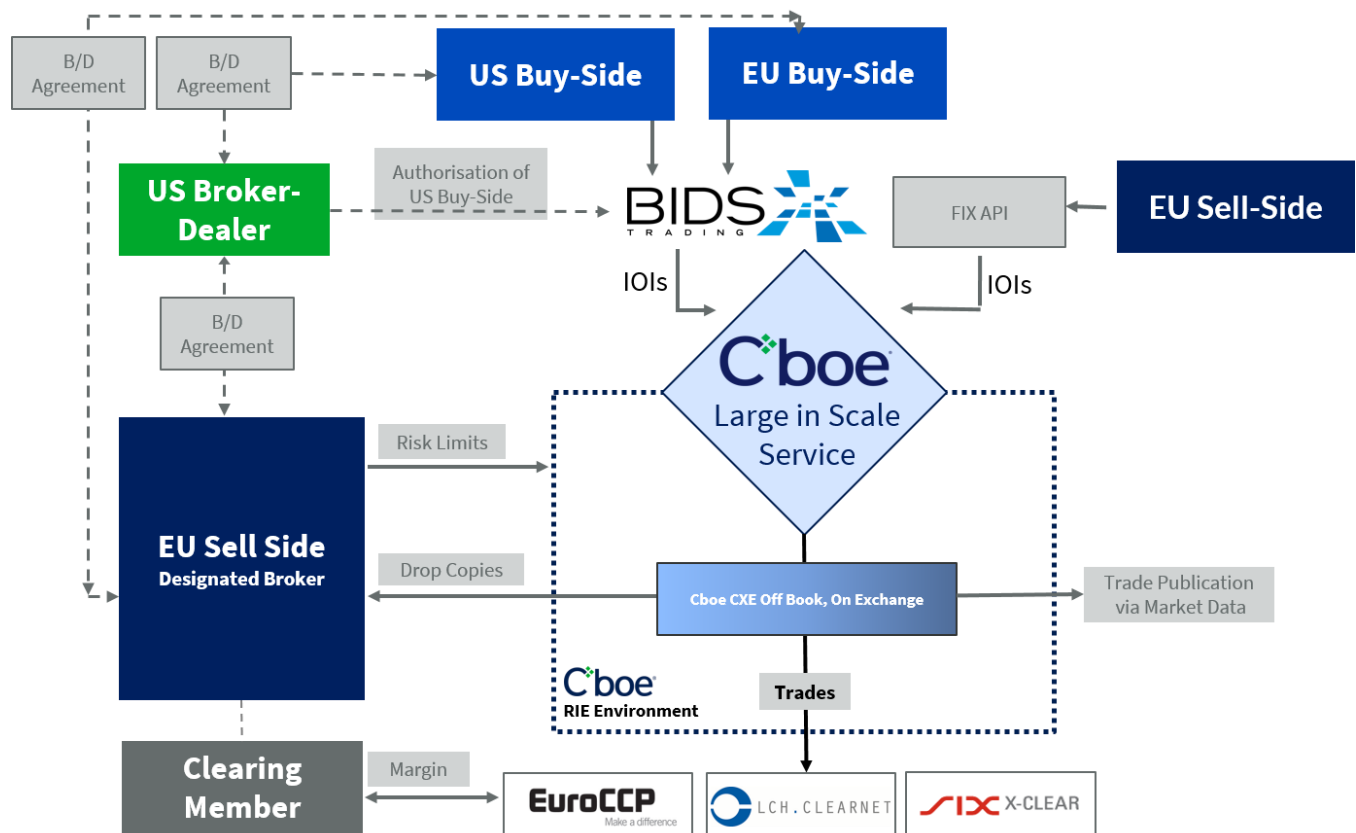 B/D
Agreement
B/D
Agreement
US Buy-Side
EU Buy-Side
US Broker-
Dealer
Authorisation of
US Buy-Side
BIDS
TRADING
FIX API
EU Sell-Side
IOIs
IOIs
B/D
Agreement
Cboe
Large in Scale
Service
EU Sell Side
Designated Broker
Risk Limits
Drop Copies
Cboe CXE Off Book, On Exchange
Trade Publication
via Market Data
Cboe
RIE Environment
Trades
Clearing
Member
Margin
EuroCCP
Make a difference
LCH.CLEARNET
SIX X-CLEAR